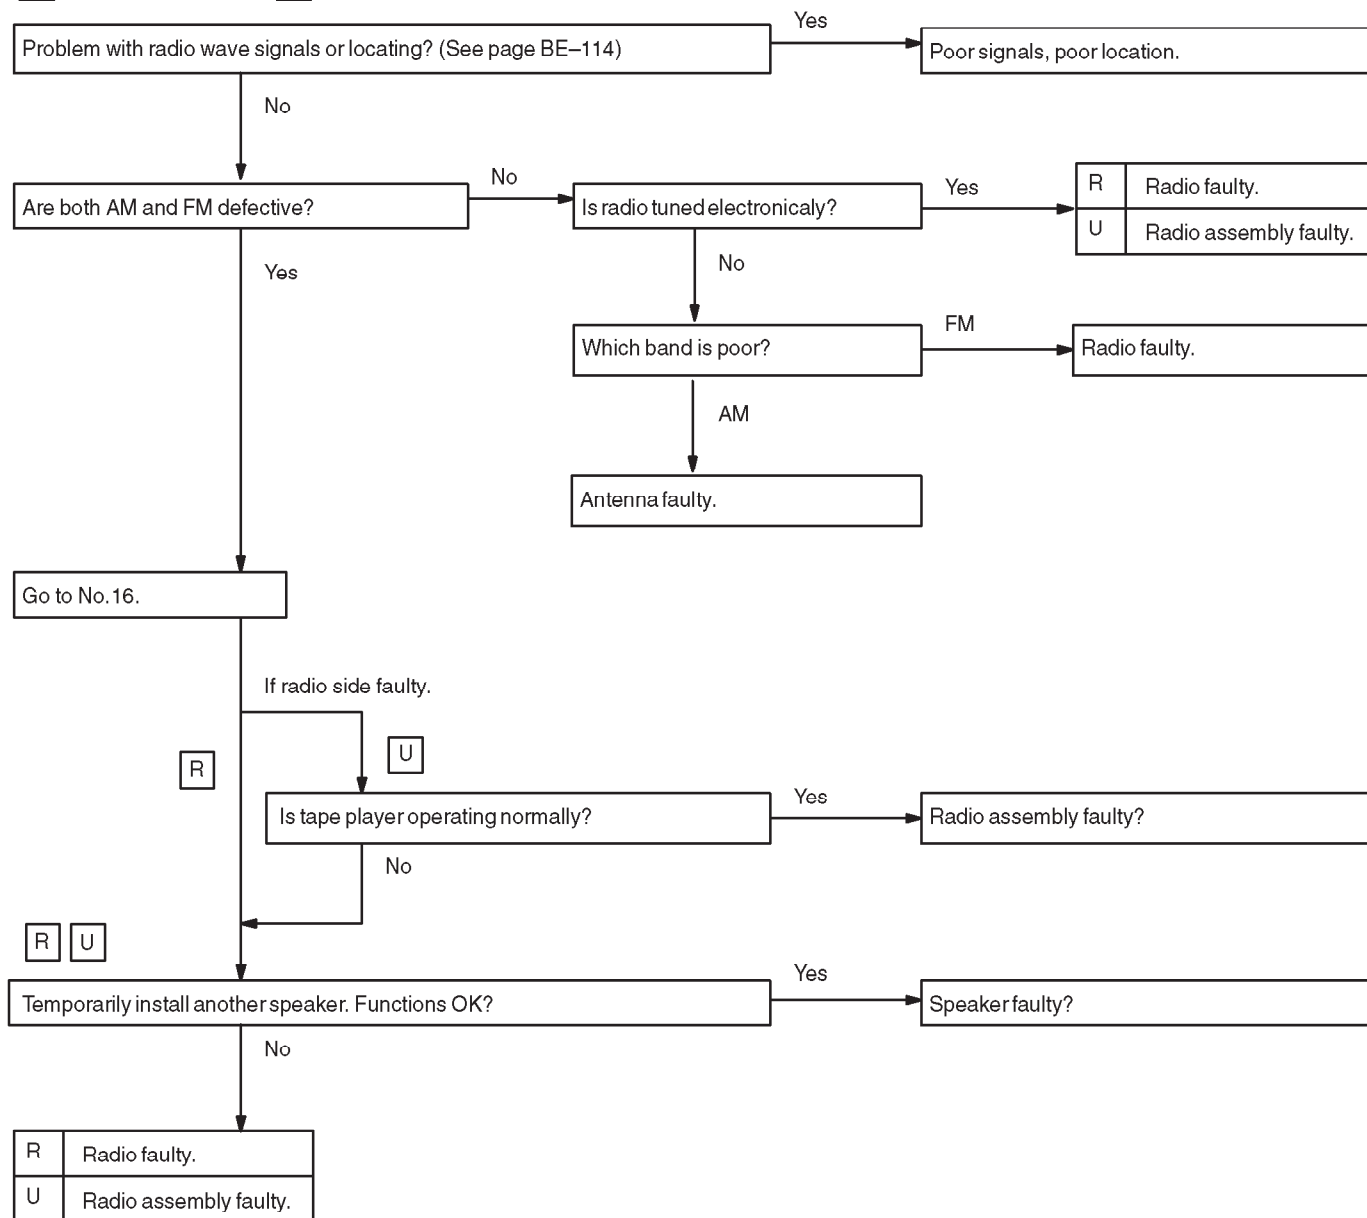 Problem with radio wave signals or locating? (See page BE–114)
Yes
Poor signals, poor location.
No
Are both AM and FM defective?
No
Is radio tuned electronicaly?
Yes
R Radio faulty.
U Radio assembly faulty.
Yes
No
Which band is poor?
FM
Radio faulty.
AM
Antenna faulty.
Go to No.16.
If radio side faulty.
R
U
Is tape player operating normally?
Yes
Radio assembly faulty?
No
R U
Temporarily install another speaker. Functions OK?
Yes
Speaker faulty?
No
R Radio faulty.
U Radio assembly faulty.